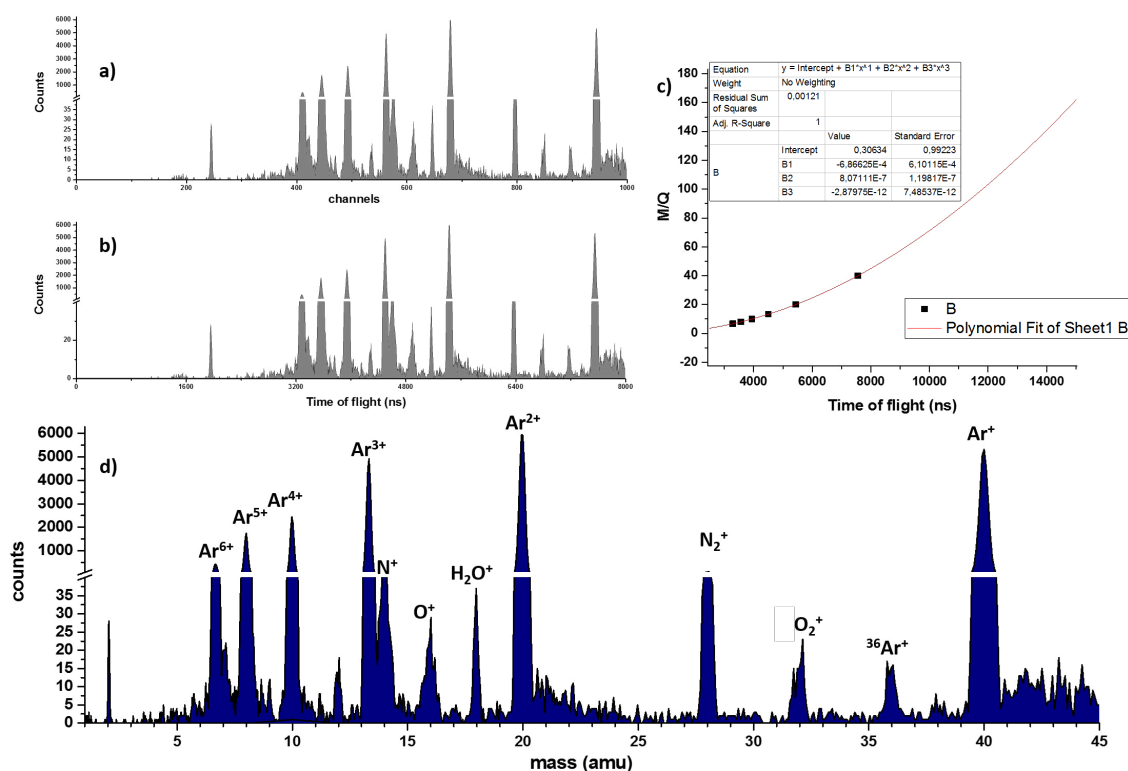 a)
Counts
6000
5000
4000
3000
2000
1000
35
30
25
20
15
10
5
0
0 200 400 600 800 1000
channels
b)
Counts
6000
5000
4000
3000
2000
1000
20
0
0 1600 3200 4800 6400 8000
Time of flight (ns)
c)
M/Q
180
160
140
120
100
80
60
40
20
0
-20
4000 6000 8000 10000 12000 14000
Time of flight (ns)
Equation y = Intercept + B1*x^1 + B2*x^2 + B3*x^3
Weight No Weighting
Residual Sum of Squares 0,00121
Adj. R-Square 1
Value Standard Error
B Intercept 0,30634 0,99223
B1 -6,86625E-4 6,10115E-4
B2 8,07111E-7 1,19817E-7
B3 -2,87975E-12 7,48537E-12
B
Polynomial Fit of Sheet1 B
d)
counts
6000
5000
4000
3000
2000
1000
35
30
25
20
15
10
5
0
Ar6+
Ar5+
Ar4+
Ar3+
N+
O+
H2O+
Ar2+
N2+
O2+
36Ar+
Ar+
5 10 15 20 25 30 35 40 45
mass (amu)